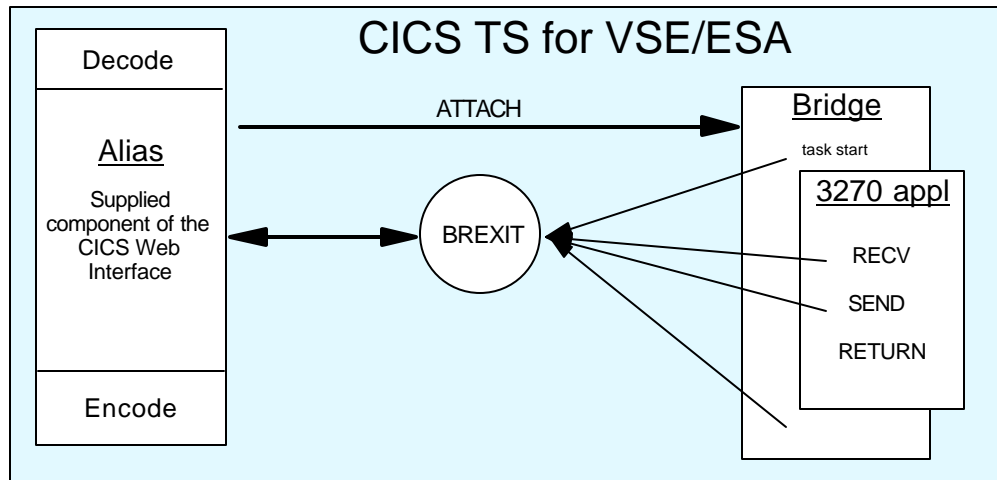 CICS TS for VSE/ESA
Decode
Alias
Supplied
component of the
CICS Web
Interface
Encode
ATTACH
BREXIT
Bridge
task start
3270 appl
RECV
SEND
RETURN